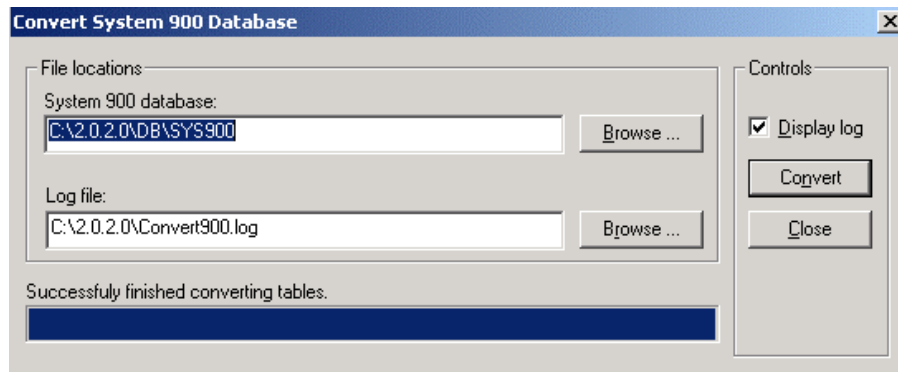 Convert System 900 Database
File locations
System 900 database:
C:\2.0.2.0\DB\SYS900
Browse ...
Log file:
C:\2.0.2.0\Convert900.log
Browse ...
Successfuly finished converting tables.
Controls
Display log
Convert
Close